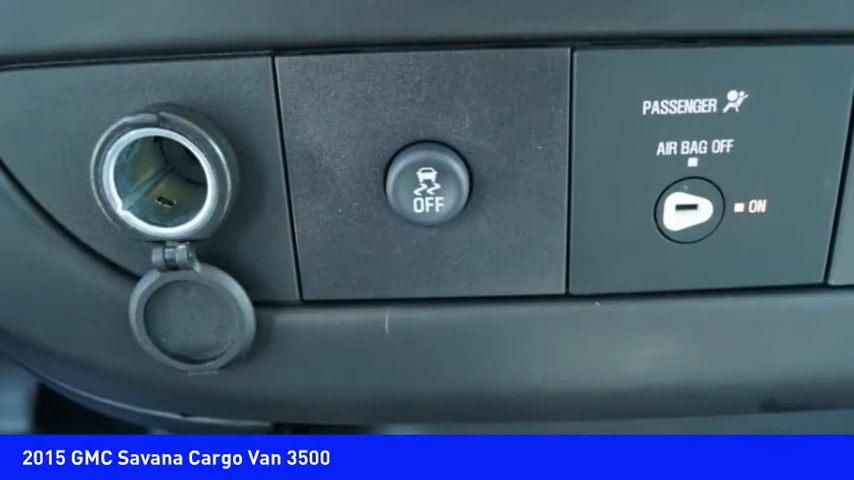 PASSENGER
AIR BAG OFF
OFF
ON
2015 GMC Savana Cargo Van 3500